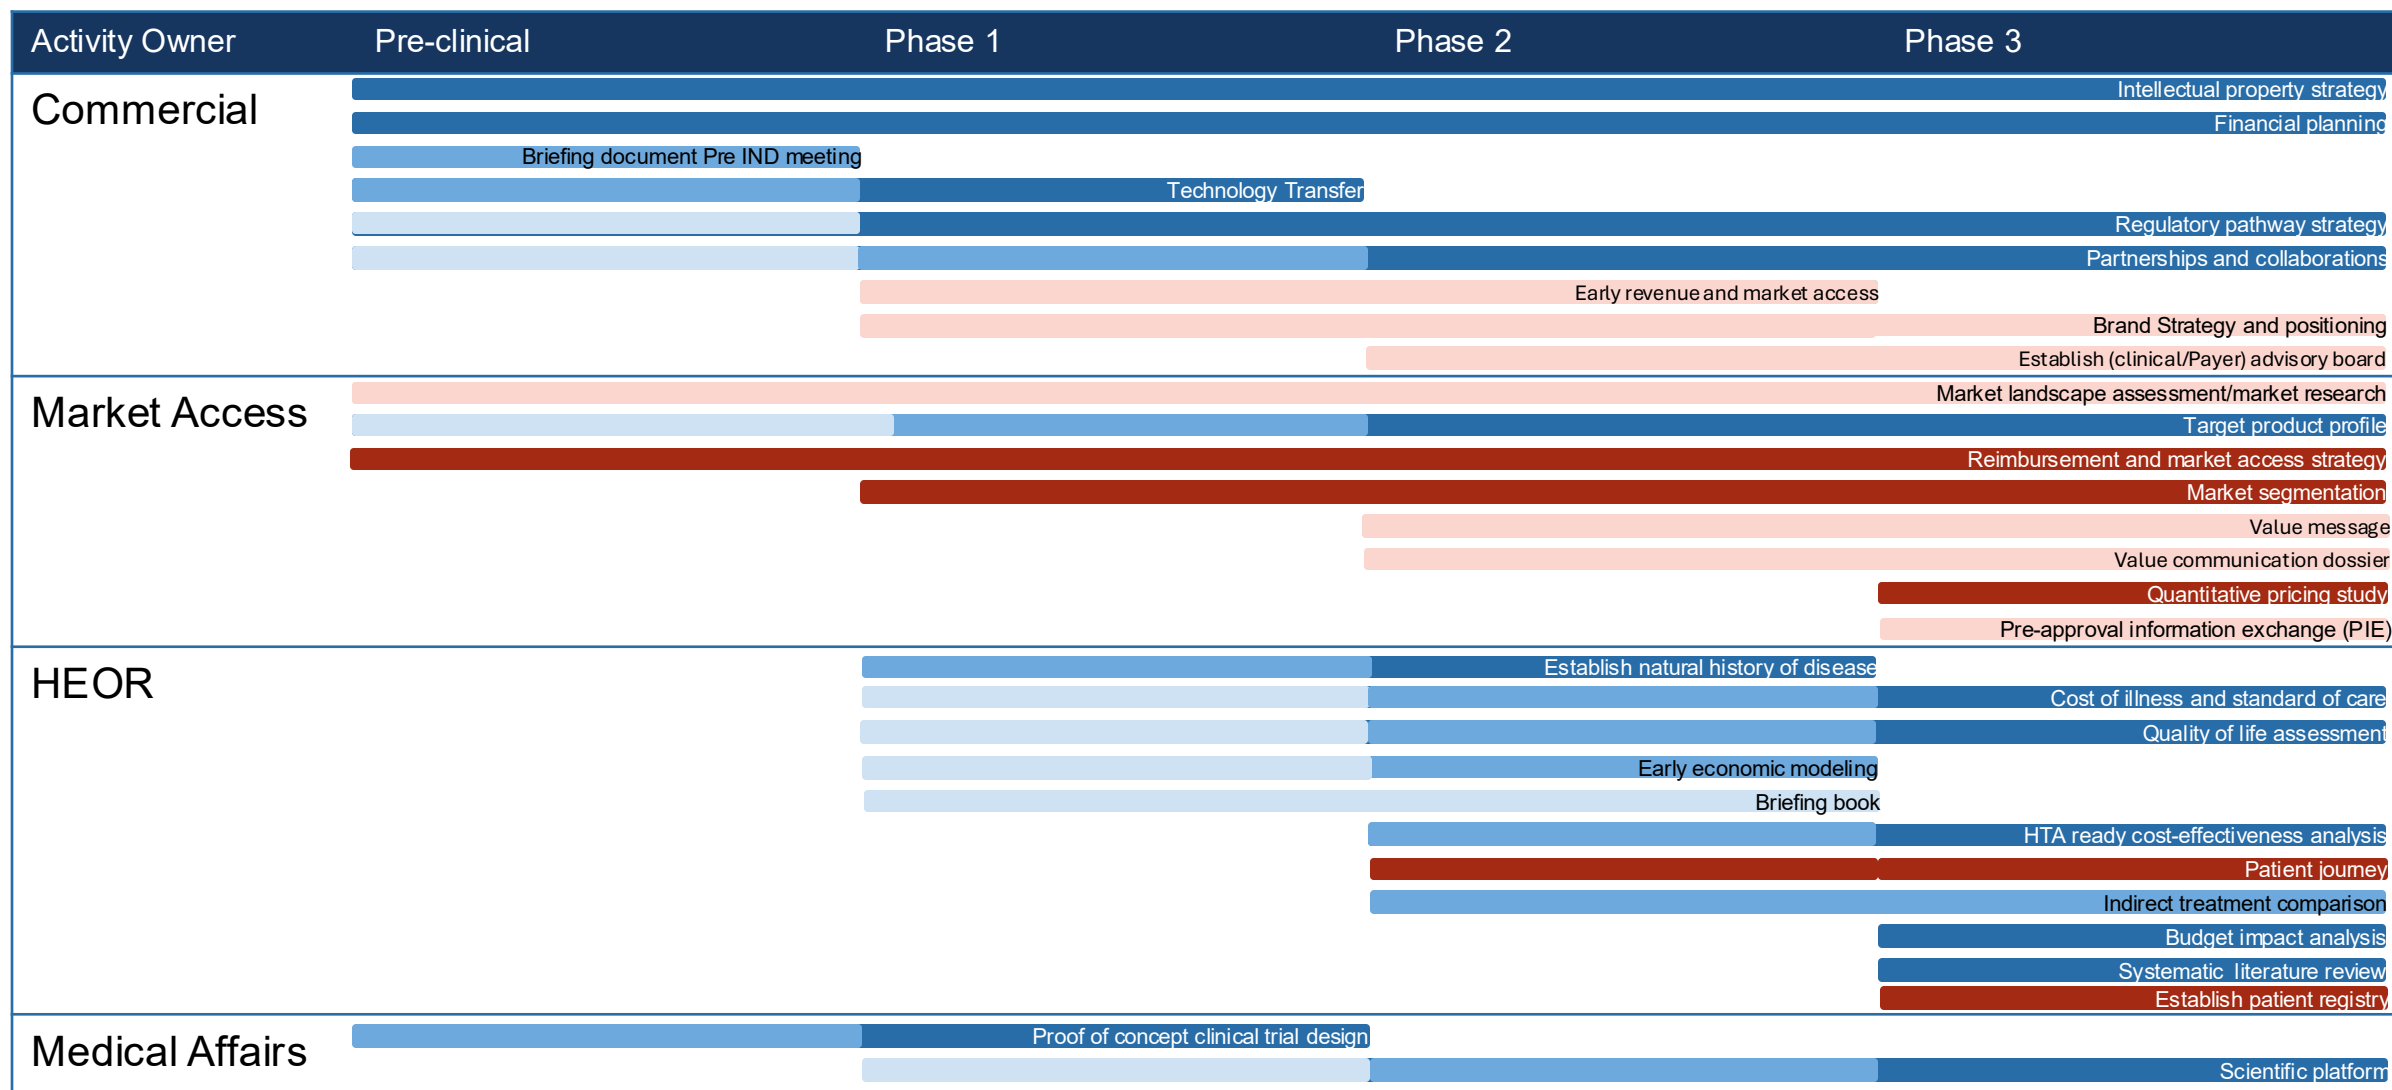 Activity Owner Pre-clinical Phase 1 Phase 2 Phase 3
Commercial
Intellectual property strategy
Financial planning
Briefing document Pre IND meeting
Technology Transfer
Regulatory pathway strategy
Partnerships and collaborations
Early revenue and market access
Brand Strategy and positioning
Establish (clinical/Payer) advisory board
Market Access
Market landscape assessment/market research
Target product profile
Reimbursement and market access strategy
Market segmentation
Value message
Value communication dossier
Quantitative pricing study
Pre-approval information exchange (PIE)
HEOR
Establish natural history of disease
Cost of illness and standard of care
Quality of life assessment
Early economic modeling
Briefing book
HTA ready cost-effectiveness analysis
Patient journey
Indirect treatment comparison
Budget impact analysis
Systematic literature review
Establish patient registry
Medical Affairs
Proof of concept clinical trial design
Scientific platform